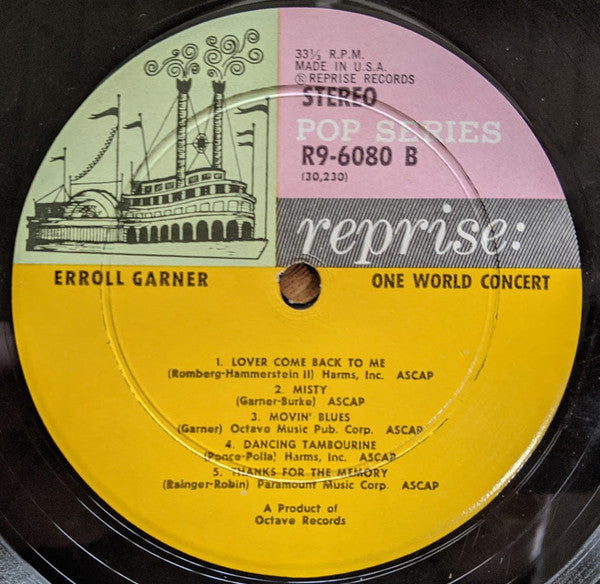 33⅓ R.P.M.
MADE IN U.S.A.
Ⓡ REPRISE RECORDS
STEREO
POP SERIES
R9-6080 B
(30,230)
reprise:
ERROLL GARNER
ONE WORLD CONCERT
1. LOVER COME BACK TO ME
(Romberg-Hammerstein II) Harms, Inc. ASCAP
2. MISTY
(Garner-Burke) ASCAP
3. MOVIN' BLUES
(Garner) Octave Music Pub. Corp. ASCAP
4. DANCING TAMBOURINE
(Ponce-Polla) Harms, Inc. ASCAP
5. THANKS FOR THE MEMORY
(Rainger-Robin) Paramount Music Corp. ASCAP
A Product of
Octave Records